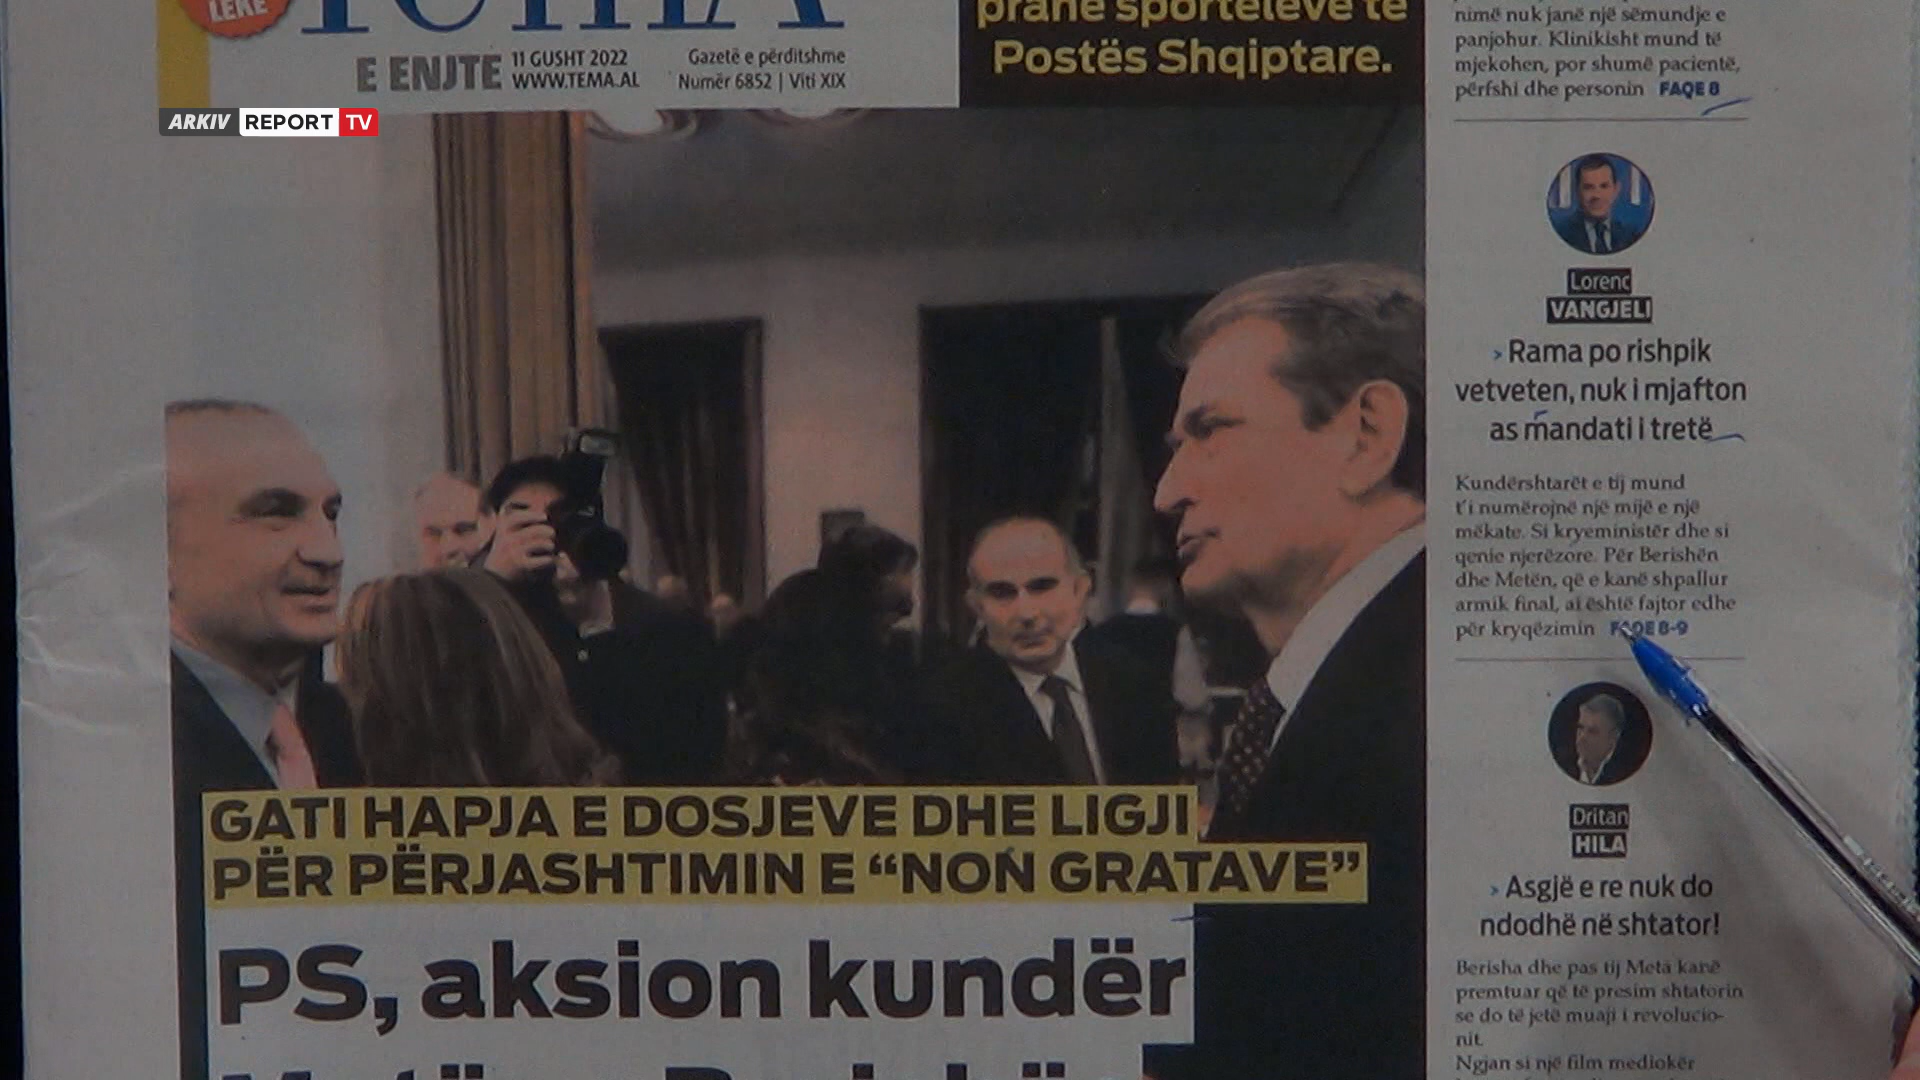 LEKË
TEMA
E ENJTE
11 GUSHT 2022
WWW.TEMA.AL
Gazetë e përditshme
Numër 6852 | Viti XIX
pranë sporteleve të
Postës Shqiptare.
ARKIV REPORT TV
nimë nuk janë një sëmundje e
panjohur. Klinikisht mund të
mjekohen, por shumë pacientë,
përfshi dhe personin FAQE 8
Lorenc
VANGJELI
› Rama po rishpik
vetveten, nuk i mjafton
as mandati i tretë
Kundërshtarët e tij mund
t'i numërojnë një mijë e një
mëkate. Si kryeministër dhe si
qenie njerëzore. Për Berishën
dhe Metën, që e kanë shpallur
armik final, ai është fajtor edhe
për kryqëzimin FAQE 8-9
Dritan
HILA
› Asgjë e re nuk do
ndodhë në shtator!
Berisha dhe pas tij Meta kanë
premtuar që të presim shtatorin
se do të jetë muaji i revolucio-
nit.
Ngjan si një film mediokër
GATI HAPJA E DOSJEVE DHE LIGJI
PËR PËRJASHTIMIN E “NON GRATAVE”
PS, aksion kundër